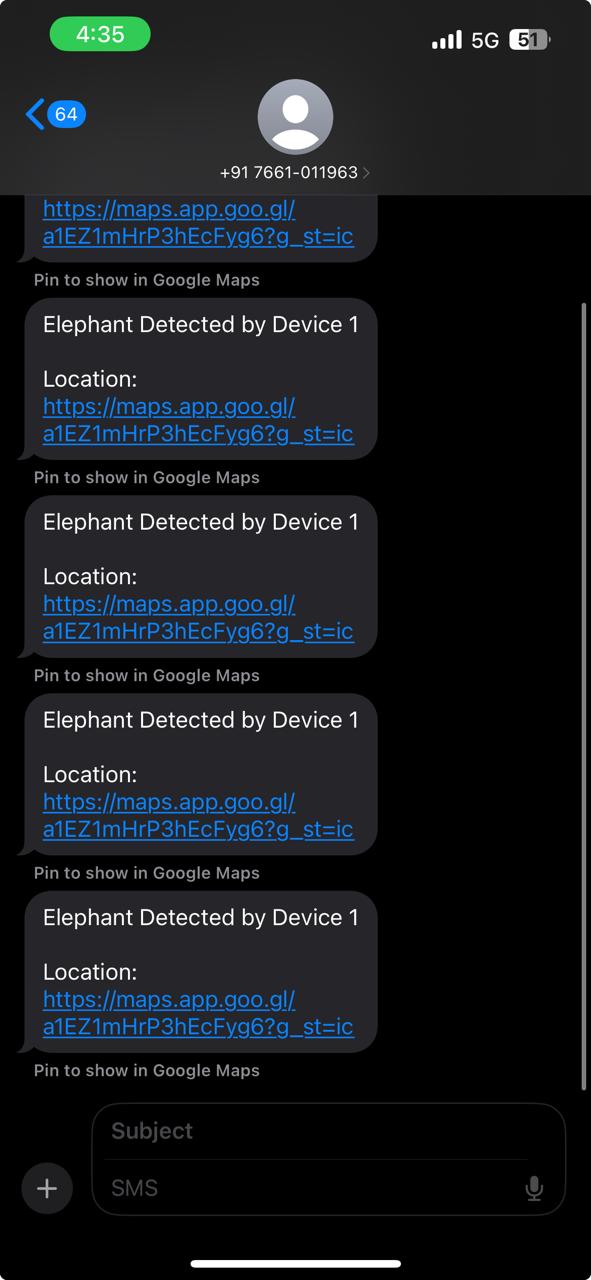 4:35
5G
51
64
+91 7661-011963
https://maps.app.goo.gl/
a1EZ1mHrP3hEcFyg6?g_st=ic
Pin to show in Google Maps
Elephant Detected by Device 1
Location:
https://maps.app.goo.gl/
a1EZ1mHrP3hEcFyg6?g_st=ic
Pin to show in Google Maps
Elephant Detected by Device 1
Location:
https://maps.app.goo.gl/
a1EZ1mHrP3hEcFyg6?g_st=ic
Pin to show in Google Maps
Elephant Detected by Device 1
Location:
https://maps.app.goo.gl/
a1EZ1mHrP3hEcFyg6?g_st=ic
Pin to show in Google Maps
Elephant Detected by Device 1
Location:
https://maps.app.goo.gl/
a1EZ1mHrP3hEcFyg6?g_st=ic
Pin to show in Google Maps
Subject
SMS